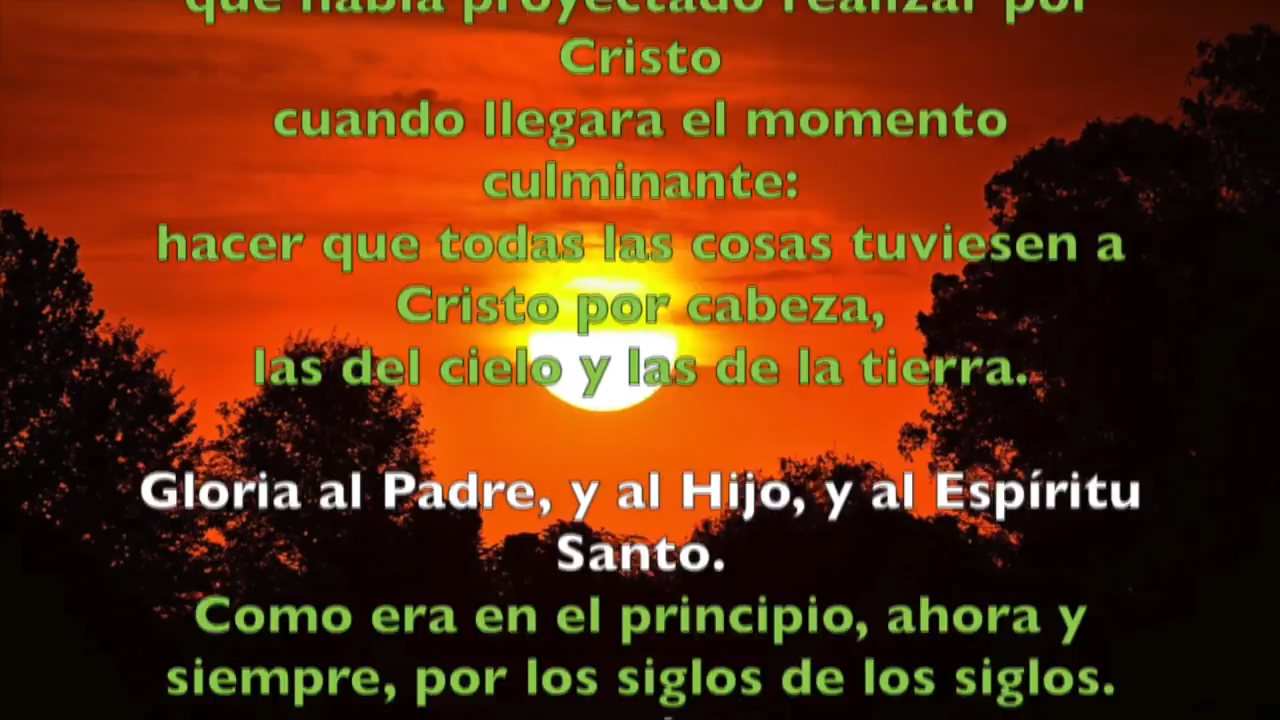 que había proyectado realizar por
Cristo
cuando llegara el momento
culminante:
hacer que todas las cosas tuviesen a
Cristo por cabeza,
las del cielo y las de la tierra.
Gloria al Padre, y al Hijo, y al Espíritu
Santo.
Como era en el principio, ahora y
siempre, por los siglos de los siglos.